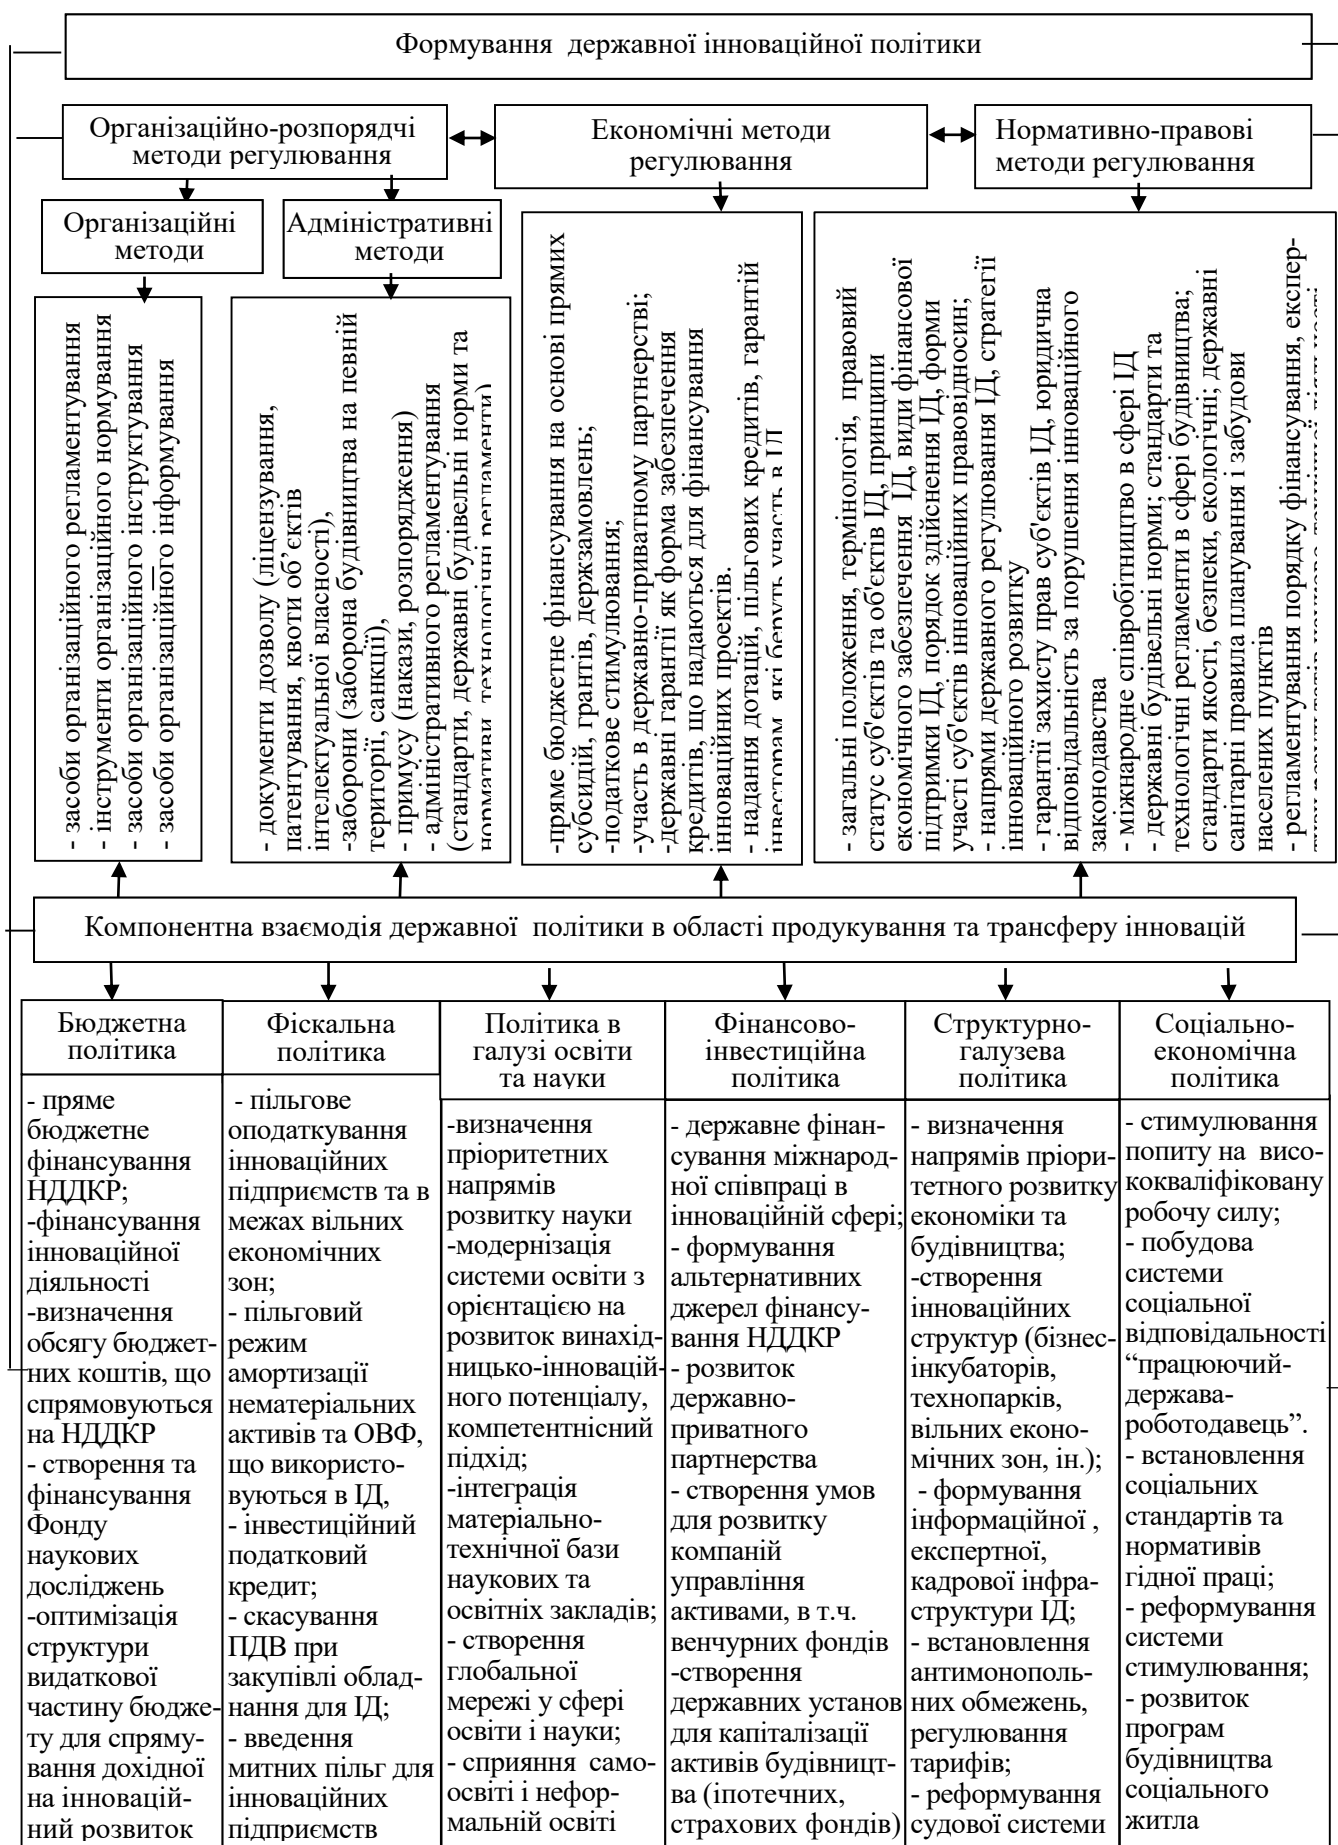 Формування державної інноваційної політики
Організаційно-розпорядчі
методи регулювання
Економічні методи
регулювання
Нормативно-правові
методи регулювання
Організаційні
методи
Адміністративні
методи
- засоби організаційного регламентування
- інструменти організаційного нормування
- засоби організаційного інструктування
- засоби організаційного інформування
- документи дозволу (ліцензування,
патентування, квоти об’єктів
інтелектуальної власності),
-заборони (заборона будівництва на певній
території, санкції),
- примусу (накази, розпорядження)
- адміністративного регламентування
(стандарти, державні будівельні норми та
нормативи, технологічні регламенти)
-пряме бюджетне фінансування на основі прямих
субсидій, грантів, держзамовлень;
-податкове стимулювання;
-участь в державно-приватному партнерстві;
-державні гарантії як форма забезпечення
кредитів, що надаються для фінансування
інноваційних проектів.
- надання дотацій, пільгових кредитів, гарантій
інвесторам, які беруть участь в ІД
- загальні положення, термінологія, правовий
статус суб'єктів та об'єктів ІД, принципи
економічного забезпечення ІД, види фінансової
підтримки ІД, порядок здійснення ІД, форми
участі суб'єктів інноваційних правовідносин;
- напрями державного регулювання ІД, стратегії
інноваційного розвитку
- гарантії захисту прав суб'єктів ІД, юридична
відповідальність за порушення інноваційного
законодавства
- міжнародне співробітництво в сфері ІД
- державні будівельні норми; стандарти та
технологічні регламенти в сфері будівництва;
стандарти якості, безпеки, екологічні; державні
санітарні правила планування і забудови
населених пунктів
- регламентування порядку фінансування, експер-
Компонентна взаємодія державної політики в області продукування та трансферу інновацій
Бюджетна
політика
Фіскальна
політика
Політика в
галузі освіти
та науки
Фінансово-
інвестиційна
політика
Структурно-
галузева
політика
Соціально-
економічна
політика
- пряме
бюджетне
фінансування
НДДКР;
-фінансування
інноваційної
діяльності
-визначення
обсягу бюджет-
них коштів, що
спрямовуються
на НДДКР
- створення та
фінансування
Фонду
наукових
досліджень
-оптимізація
структури
видаткової
частину бюдже-
ту для спряму-
вання дохідної
на інновацій-
ний розвиток
- пільгове
оподаткування
інноваційних
підприємств та в
межах вільних
економічних
зон;
- пільговий
режим
амортизації
нематеріальних
активів та ОВФ,
що використо-
вуються в ІД,
- інвестиційний
податковий
кредит;
- скасування
ПДВ при
закупівлі облад-
нання для ІД;
- введення
митних пільг для
інноваційних
підприємств
-визначення
пріоритетних
напрямів
розвитку науки
-модернізація
системи освіти з
орієнтацією на
розвиток винахід-
ницько-інновацій-
ного потенціалу,
компетентнісний
підхід;
-інтеграція
матеріально-
технічної бази
наукових та
освітніх закладів;
- створення
глобальної
мережі у сфері
освіти і науки;
- сприяння само-
освіті і нефор-
мальній освіті
- державне фінан-
сування міжнарод-
ної співпраці в
інноваційній сфері;
- формування
альтернативних
джерел фінансу-
вання НДДКР
- розвиток
державно-
приватного
партнерства
- створення умов
для розвитку
компаній
управління
активами, в т.ч.
венчурних фондів
-створення
державних установ
для капіталізації
активів будівницт-
ва (іпотечних,
страхових фондів)
- визначення
напрямів пріори-
тетного розвитку
економіки та
будівництва;
-створення
інноваційних
структур (бізнес-
інкубаторів,
технопарків,
вільних еконо-
мічних зон, ін.);
- формування
інформаційної ,
експертної,
кадрової інфра-
структури ІД;
- встановлення
антимонополь-
них обмежень,
регулювання
тарифів;
- реформування
судової системи
- стимулювання
попиту на висо-
кокваліфіковану
робочу силу;
- побудова
системи
соціальної
відповідальності
“працюючий-
держава-
роботодавець”.
- встановлення
соціальних
стандартів та
нормативів
гідної праці;
- реформування
системи
стимулювання;
- розвиток
програм
будівництва
соціального
житла